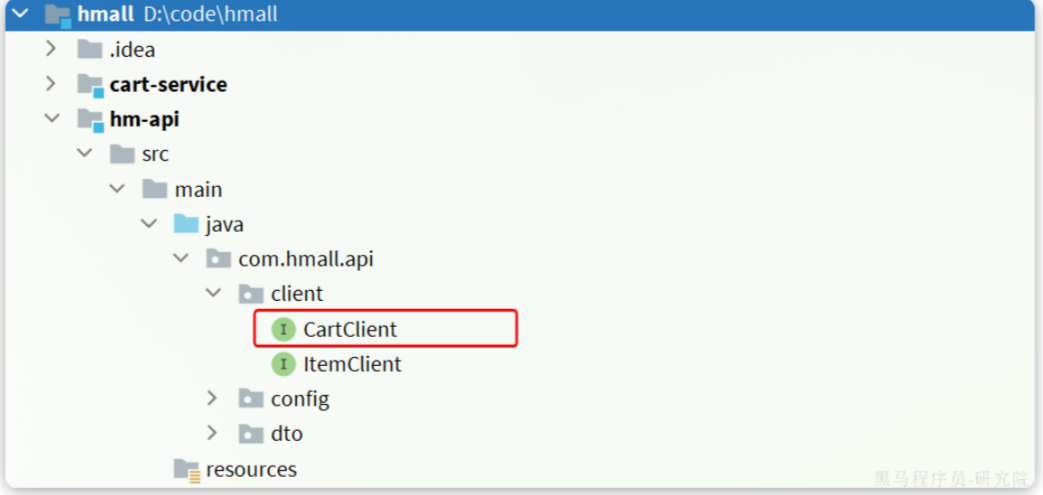 hmall D:\code\hmall
.idea
cart-service
hm-api
src
main
java
com.hmall.api
client
I CartClient
I ItemClient
config
dto
resources
黑马程序员-研究院